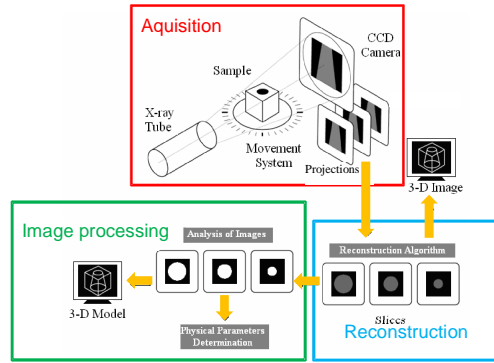 Aquisition
CCD
Camera
Sample
X-ray
Tube
Movement
System
Projections
3-D Image
Image processing
Analysis of Images
3-D Model
Physical Parameters
Determination
Reconstruction Algorithm
Slices
Reconstruction